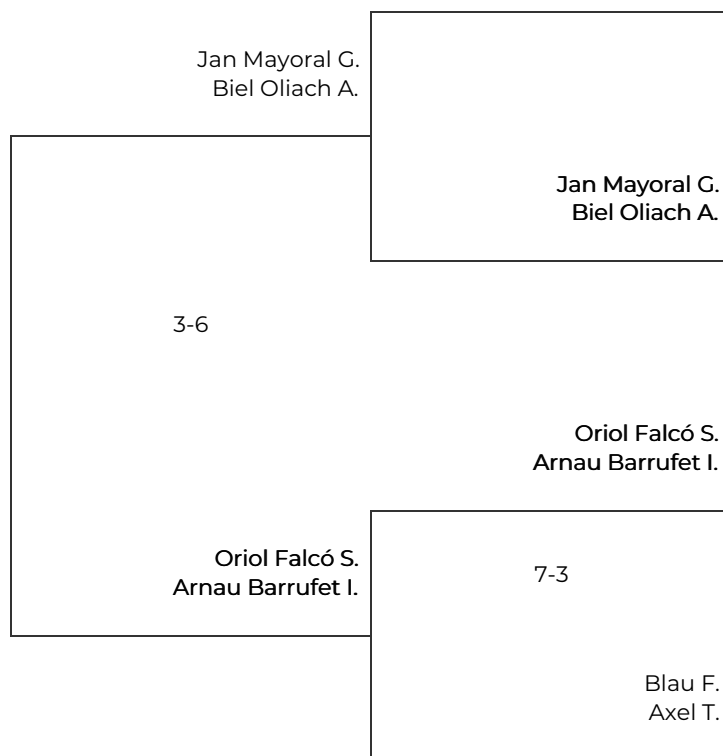 Jan Mayoral G.
Biel Oliach A.
Jan Mayoral G.
Biel Oliach A.
3-6
Oriol Falcó S.
Arnau Barrufet I.
Oriol Falcó S.
Arnau Barrufet I.
7-3
Blau F.
Axel T.